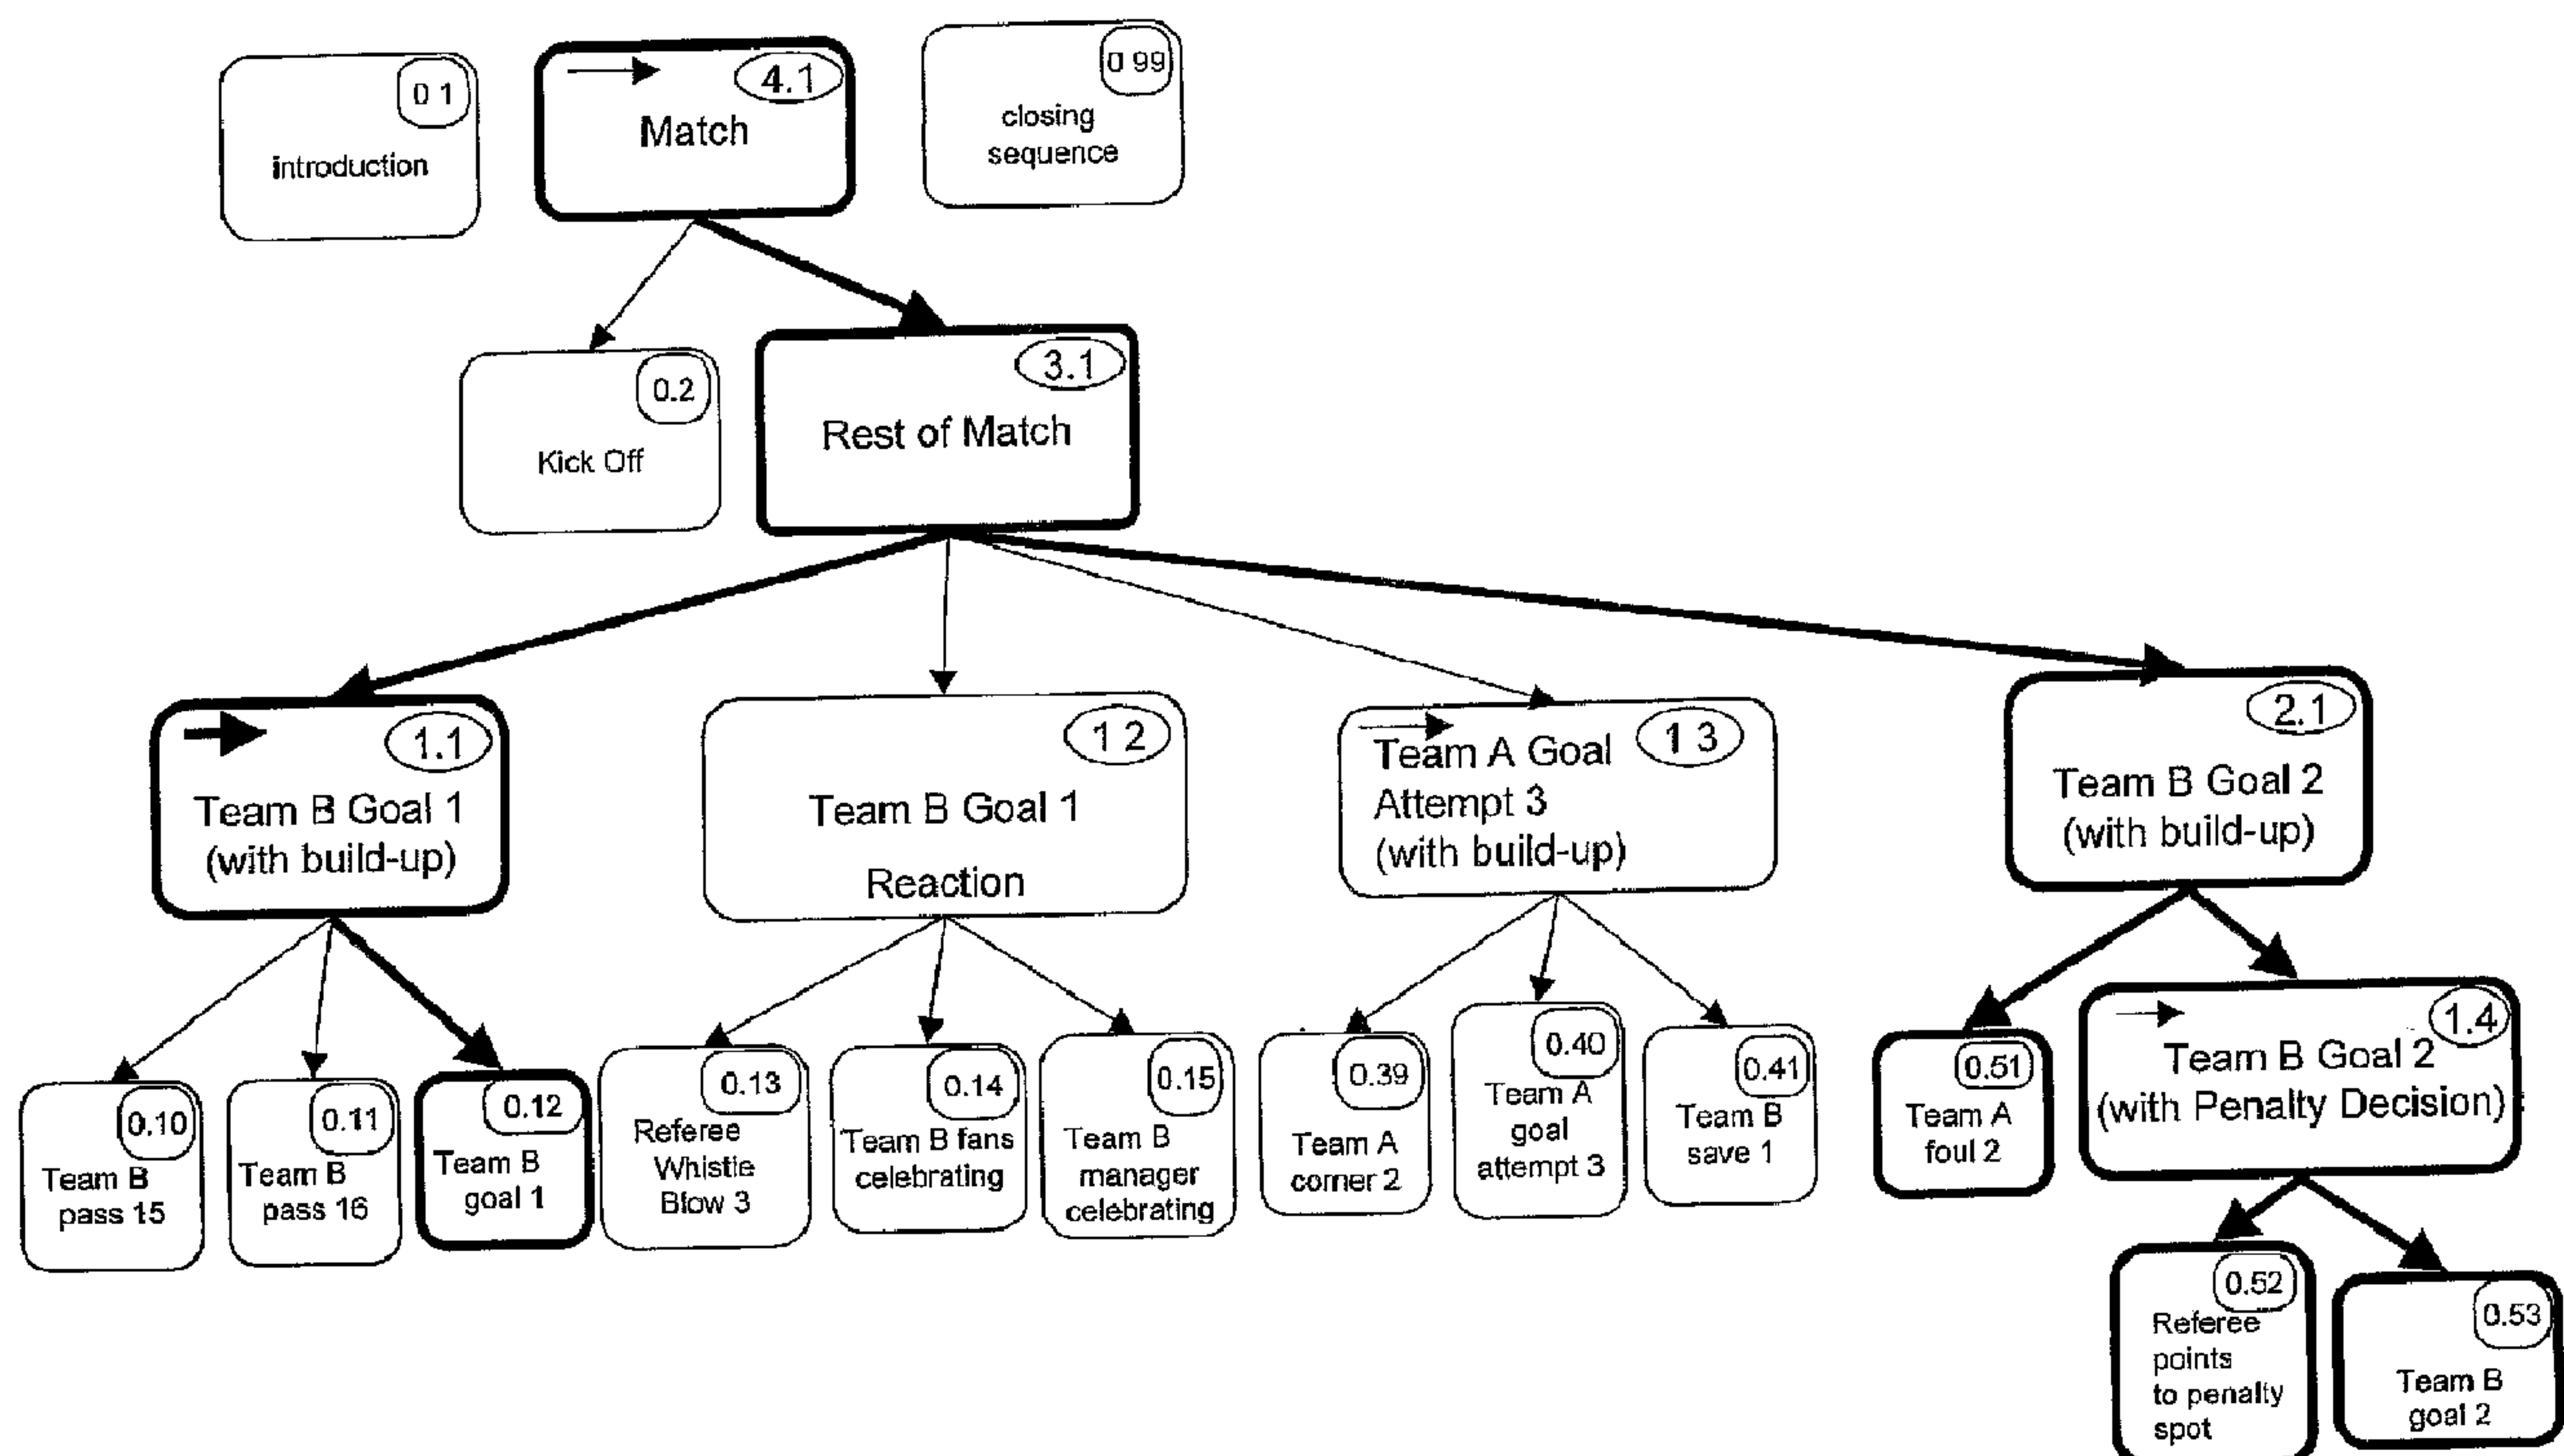 0 1
introduction
4.1
Match
0 99
closing
sequence
0.2
Kick Off
3.1
Rest of Match
1.1
Team B Goal 1
(with build-up)
1 2
Team B Goal 1
Reaction
1 3
Team A Goal
Attempt 3
(with build-up)
2.1
Team B Goal 2
(with build-up)
0.10
Team B
pass 15
0.11
Team B
pass 16
0.12
Team B
goal 1
0.13
Referee
Whistle
Blow 3
0.14
Team B fans
celebrating
0.15
Team B
manager
celebrating
0.39
Team A
corner 2
0.40
Team A
goal
attempt 3
0.41
Team B
save 1
0.51
Team A
foul 2
1.4
Team B Goal 2
(with Penalty Decision)
0.52
Referee
points
to penalty
spot
0.53
Team B
goal 2